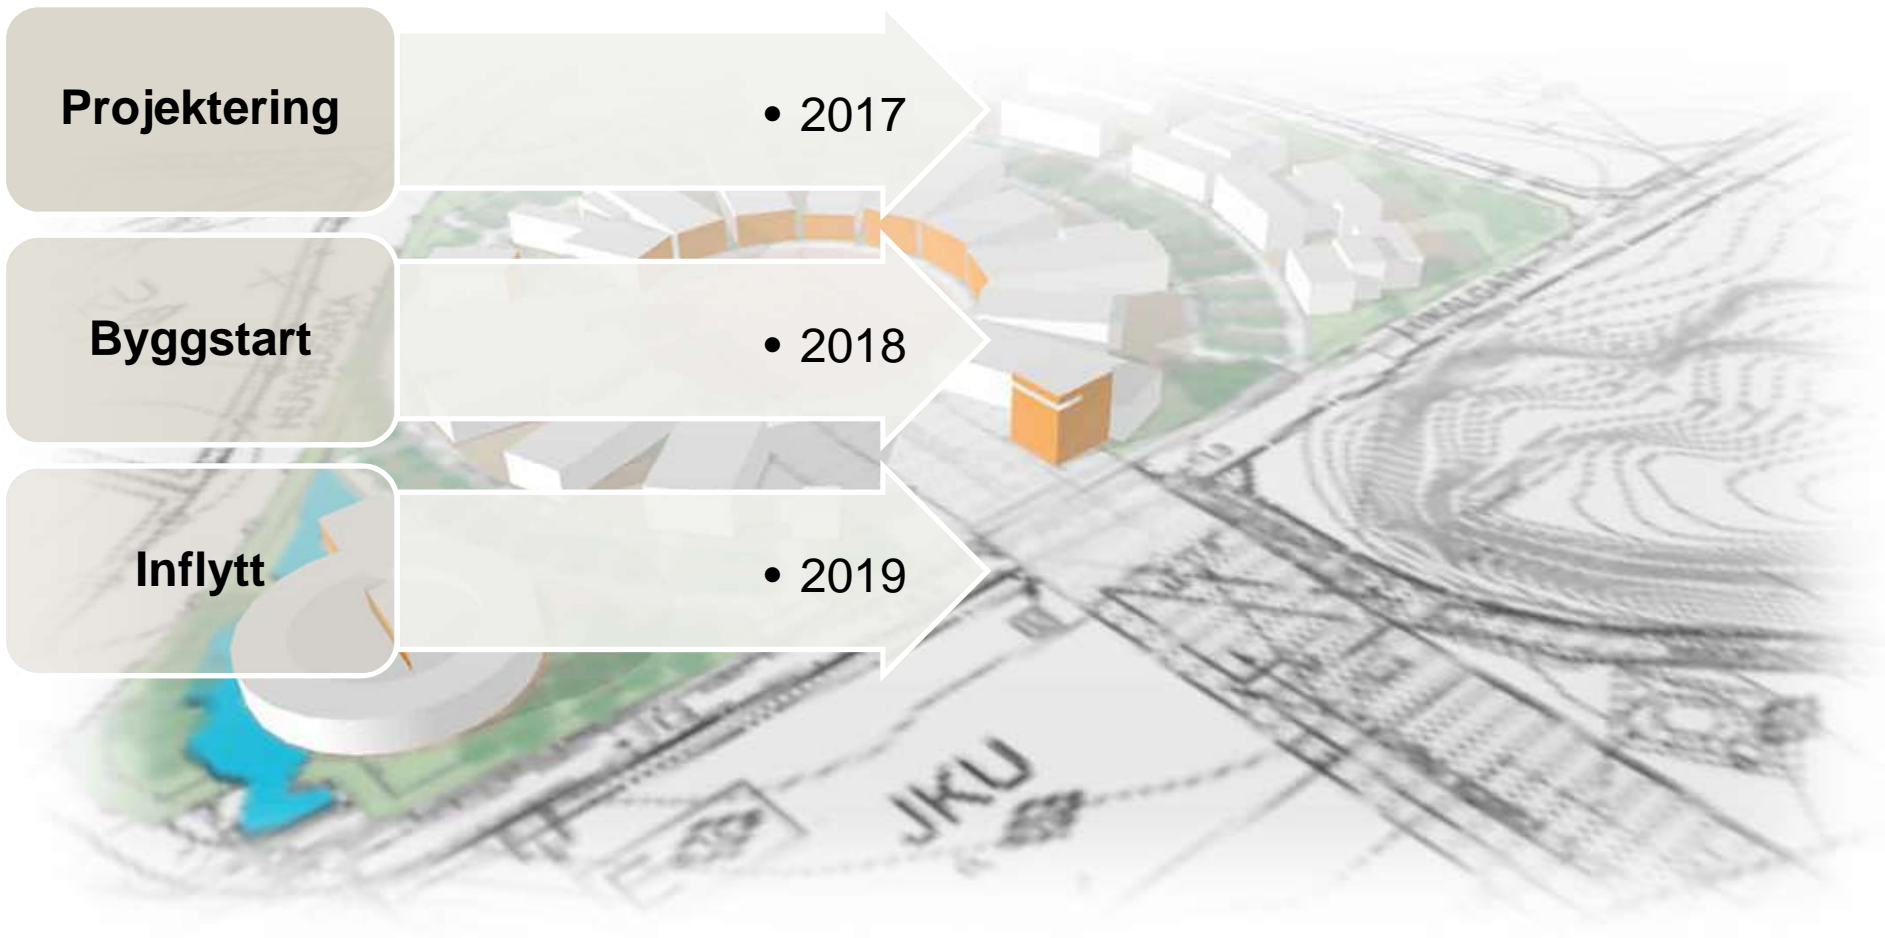 Projektering
• 2017
Byggstart
• 2018
Inflytt
• 2019
JKU